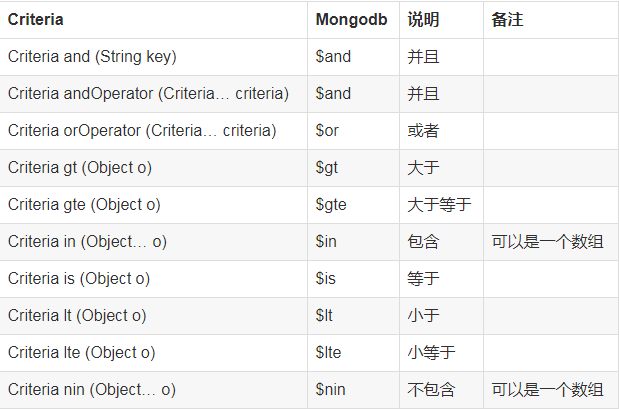 Criteria Mongodb 说明 备注
Criteria and (String key) $and 并且
Criteria andOperator (Criteria… criteria) $and 并且
Criteria orOperator (Criteria… criteria) $or 或者
Criteria gt (Object o) $gt 大于
Criteria gte (Object o) $gte 大于等于
Criteria in (Object… o) $in 包含 可以是一个数组
Criteria is (Object o) $is 等于
Criteria lt (Object o) $lt 小于
Criteria lte (Object o) $lte 小等于
Criteria nin (Object… o) $nin 不包含 可以是一个数组